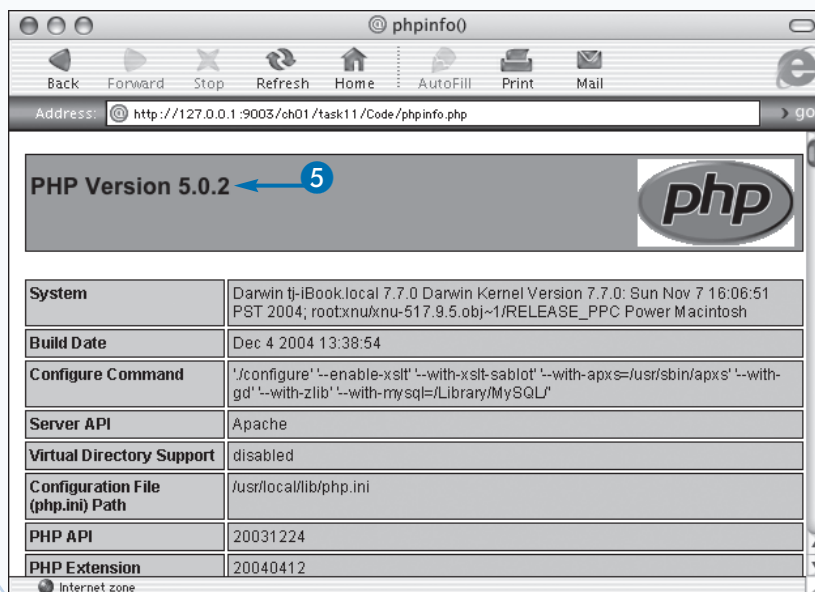 phpinfo()
Back Forward Stop Refresh Home AutoFill Print Mail
Address: http://127.0.0.1:9003/ch01/task11/Code/phpinfo.php go
PHP Version 5.0.2
5
php
System Darwin tj-iBook.local 7.7.0 Darwin Kernel Version 7.7.0: Sun Nov 7 16:06:51
PST 2004; root:xnu/xnu-517.9.5.obj~1/RELEASE_PPC Power Macintosh
Build Date Dec 4 2004 13:38:54
Configure Command './configure' '--enable-xslt' '--with-xslt-sablot' '--with-apxs=/usr/sbin/apxs' '--with-
gd' '--with-zlib' '--with-mysql=/Library/MySQL/'
Server API Apache
Virtual Directory Support disabled
Configuration File /usr/local/lib/php.ini
(php.ini) Path
PHP API 20031224
PHP Extension 20040412
Internet zone